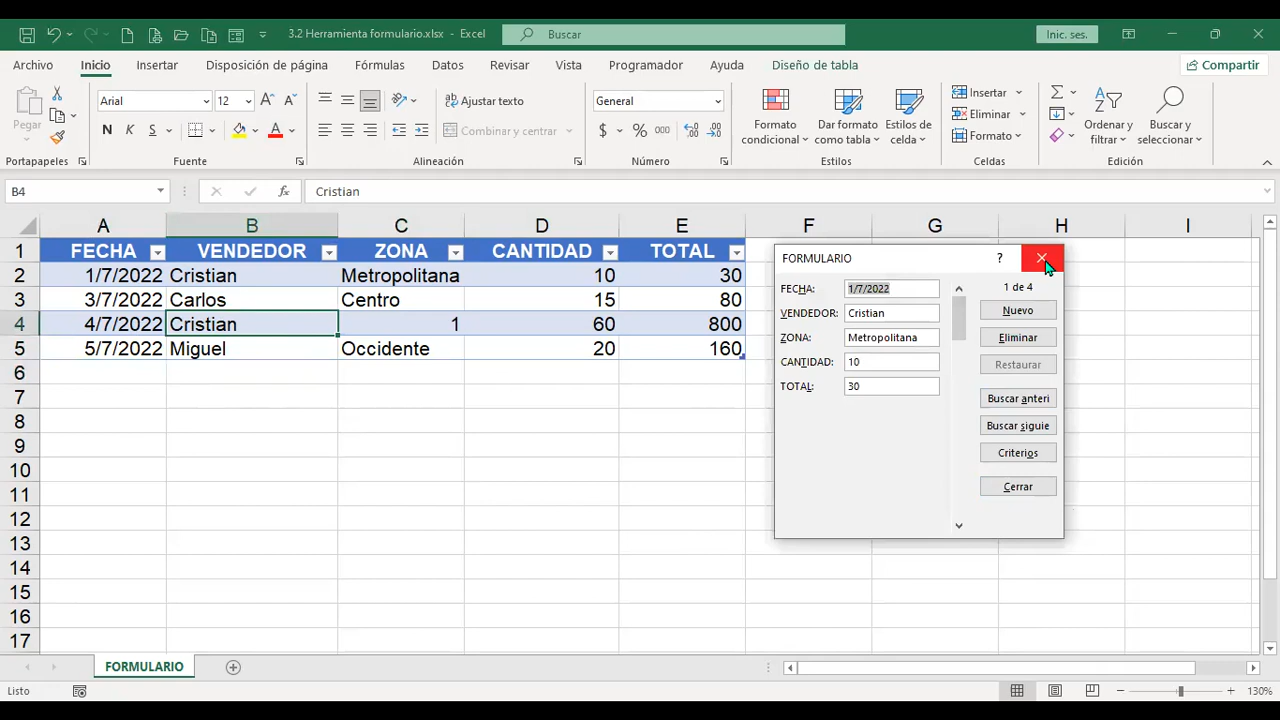 3.2 Herramienta formulario.xlsx - Excel
Buscar
Inic. ses.
Archivo Inicio Insertar Disposición de página Fórmulas Datos Revisar Vista Programador Ayuda Diseño de tabla Compartir
Pegar
Arial 12
N K S
Ajustar texto
Combinar y centrar
General
$ % 000
Formato condicional
Dar formato como tabla
Estilos de celda
Insertar
Eliminar
Formato
Ordenar y filtrar
Buscar y seleccionar
Portapapeles Fuente Alineación Número Estilos Celdas Edición
B4 fx Cristian
A B C D E F G H I
1 FECHA VENDEDOR ZONA CANTIDAD TOTAL
2 1/7/2022 Cristian Metropolitana 10 30
3 3/7/2022 Carlos Centro 15 80
4 4/7/2022 Cristian 1 60 800
5 5/7/2022 Miguel Occidente 20 160
6
7
8
9
10
11
12
13
14
15
16
17
FORMULARIO ?
FECHA: 1/7/2022
VENDEDOR: Cristian
ZONA: Metropolitana
CANTIDAD: 10
TOTAL: 30
1 de 4
Nuevo
Eliminar
Restaurar
Buscar anteri
Buscar siguie
Criterios
Cerrar
FORMULARIO
Listo
130%